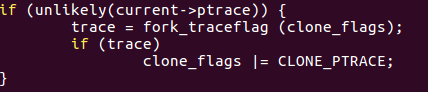 if (unlikely(current->ptrace)) {
        trace = fork_traceflag (clone_flags);
        if (trace)
                clone_flags |= CLONE_PTRACE;
}